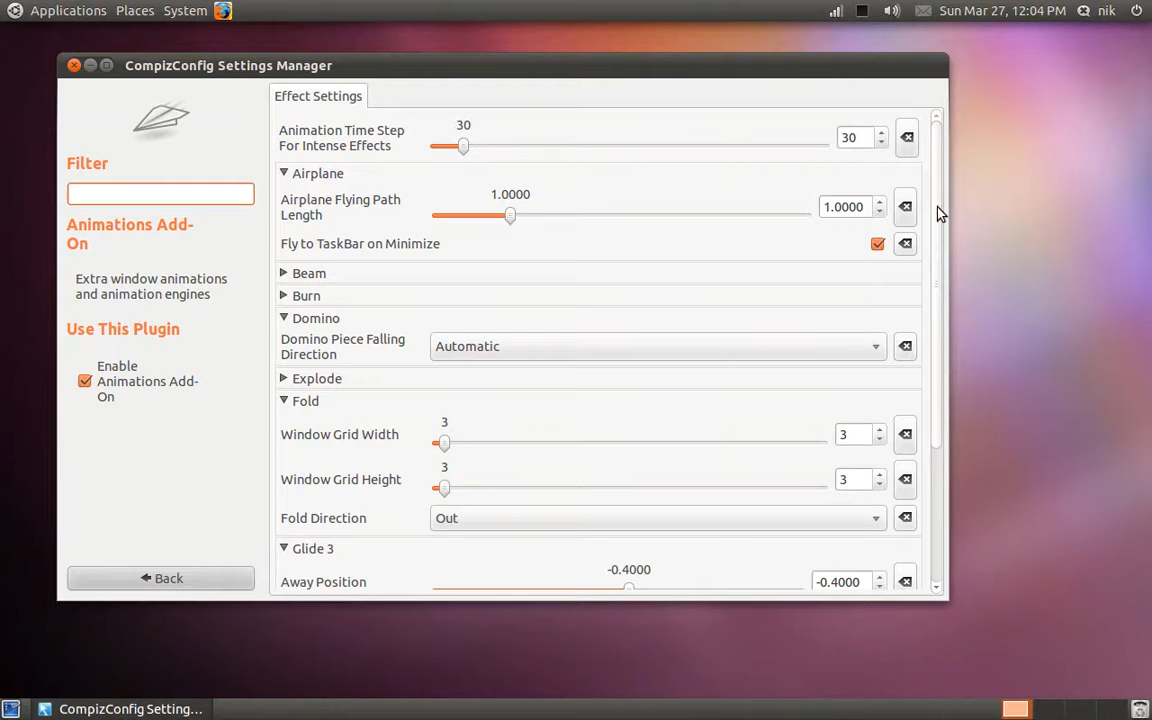 Applications Places System Sun Mar 27, 12:04 PM nik
CompizConfig Settings Manager
Filter
Animations Add-
On
Extra window animations
and animation engines
Use This Plugin
Enable
Animations Add-
On
Back
Effect Settings
30
Animation Time Step
For Intense Effects
30
Airplane
1.0000
Airplane Flying Path
Length
1.0000
Fly to TaskBar on Minimize
Beam
Burn
Domino
Domino Piece Falling
Direction
Automatic
Explode
Fold
3
Window Grid Width
3
3
Window Grid Height
3
Fold Direction
Out
Glide 3
-0.4000
Away Position
-0.4000
CompizConfig Setting...